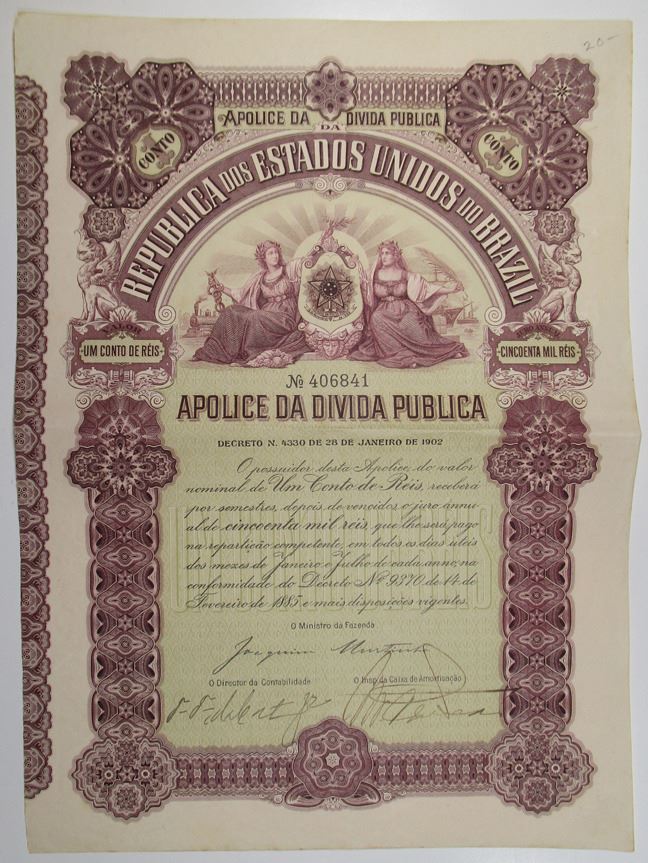 20-
APOLICE DA DIVIDA PUBLICA
DA
CONTO
CONTO
REPUBLICA DOS ESTADOS UNIDOS DO BRAZIL
VALOR
UM CONTO DE RÉIS
JURO ANNUAL
CINCOENTA MIL RÉIS
№ 406841
APOLICE DA DIVIDA PUBLICA
DECRETO N. 4330 DE 28 DE JANEIRO DE 1902
O possuidor desta Apolice, do valor
nominal de Um Conto de Réis, receberá
por semestres, depois de vencidos o juro annu-
al de cincoenta mil reis, que lhe será pago
na repartição competente, em todos os dias uteis
dos mezes de Janeiro e Julho de cada anno, na
conformidade do Decreto Nº 9370 de 14 de
Fevereiro de 1885 e mais disposições vigentes.
O Ministro da Fazenda
Joaquim Murtinho
O Director da Contabilidade
O Insp. da Caixa de Amortisação